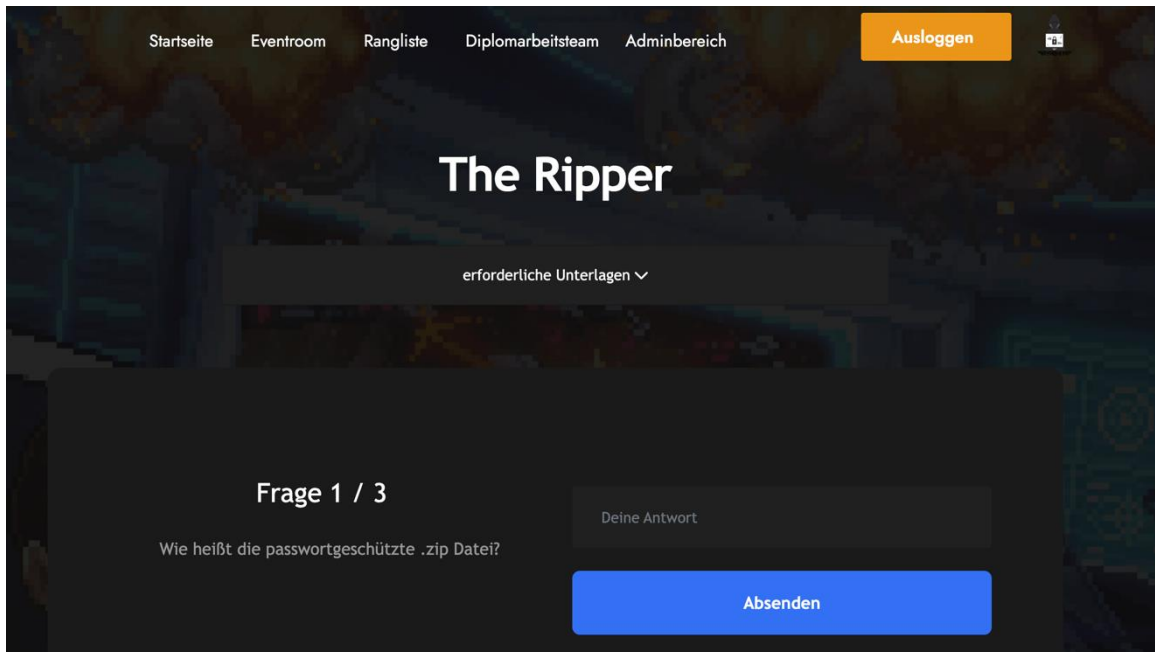 Startseite Eventroom Rangliste Diplomarbeitsteam Adminbereich Ausloggen
The Ripper
erforderliche Unterlagen
Frage 1 / 3
Wie heißt die passwortgeschützte .zip Datei?
Deine Antwort
Absenden